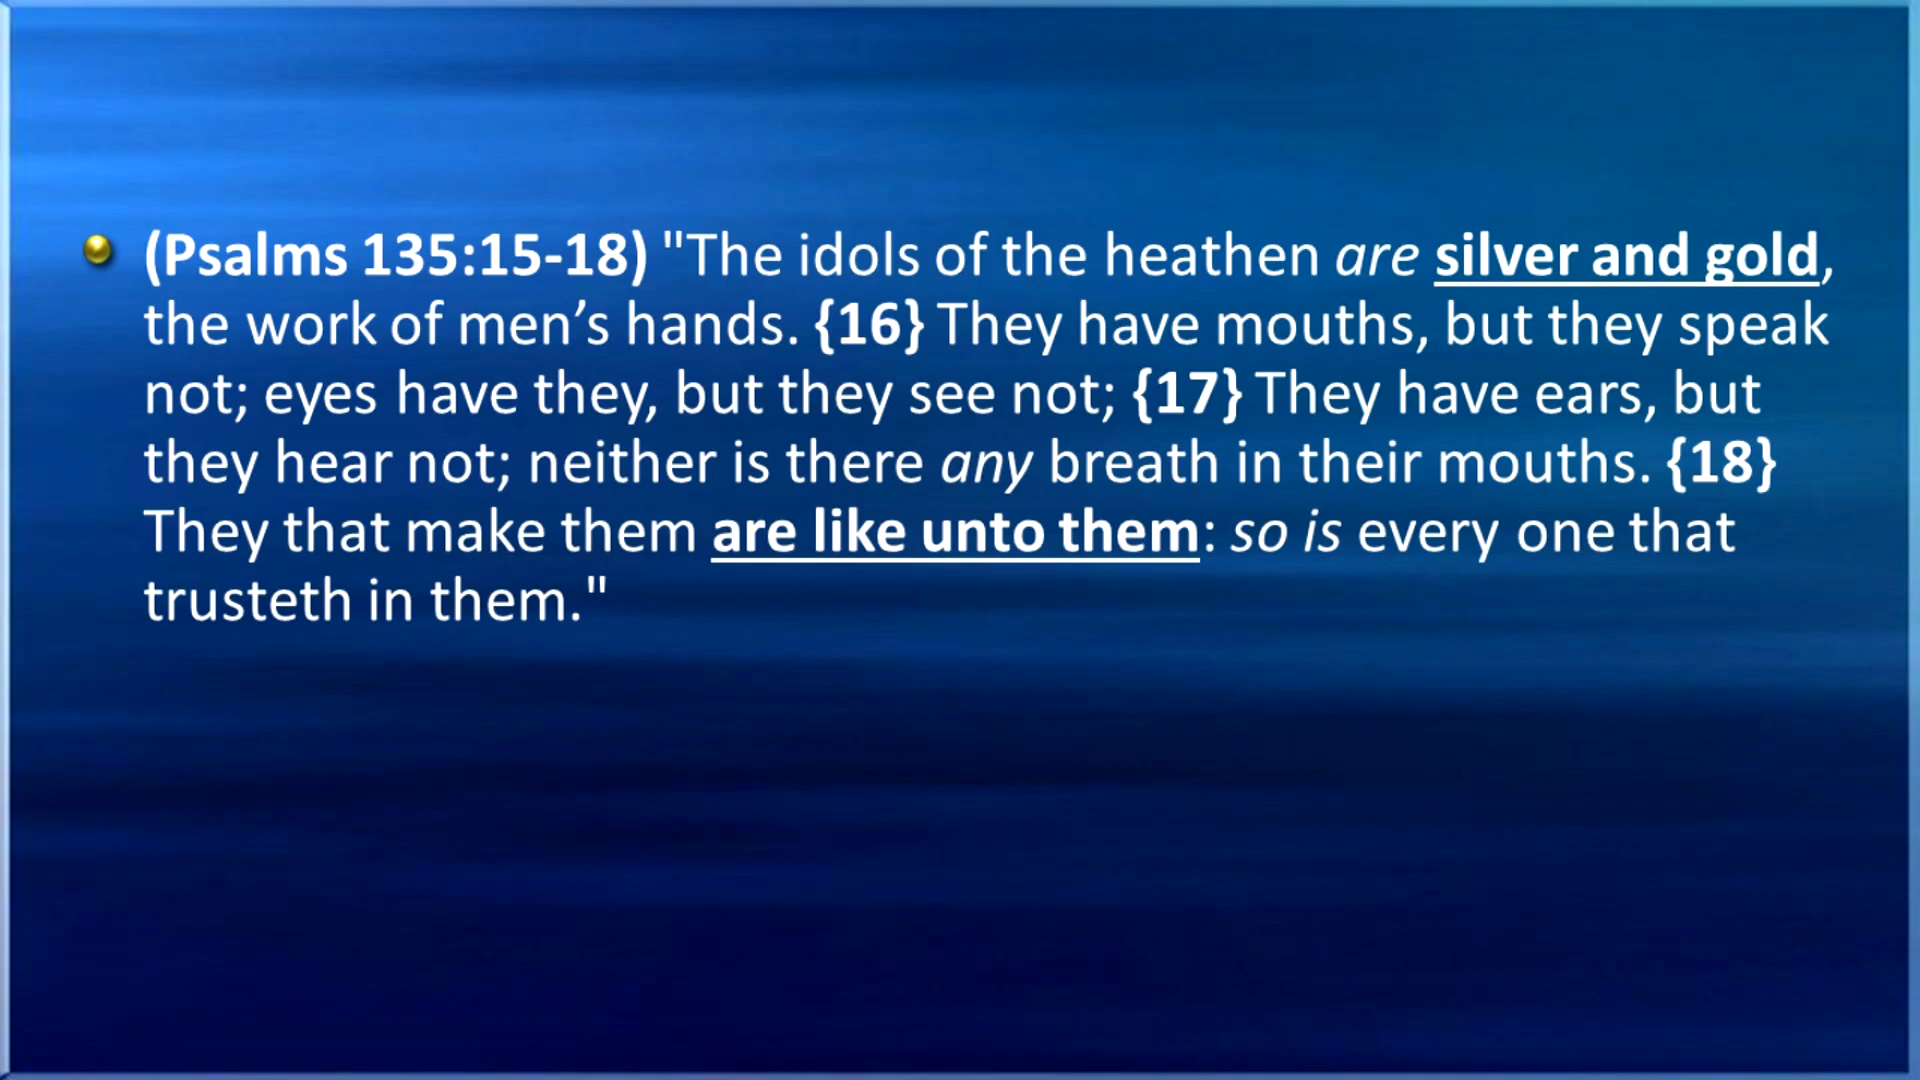 (Psalms 135:15-18) "The idols of the heathen are silver and gold,
the work of men’s hands. {16} They have mouths, but they speak
not; eyes have they, but they see not; {17} They have ears, but
they hear not; neither is there any breath in their mouths. {18}
They that make them are like unto them: so is every one that
trusteth in them."